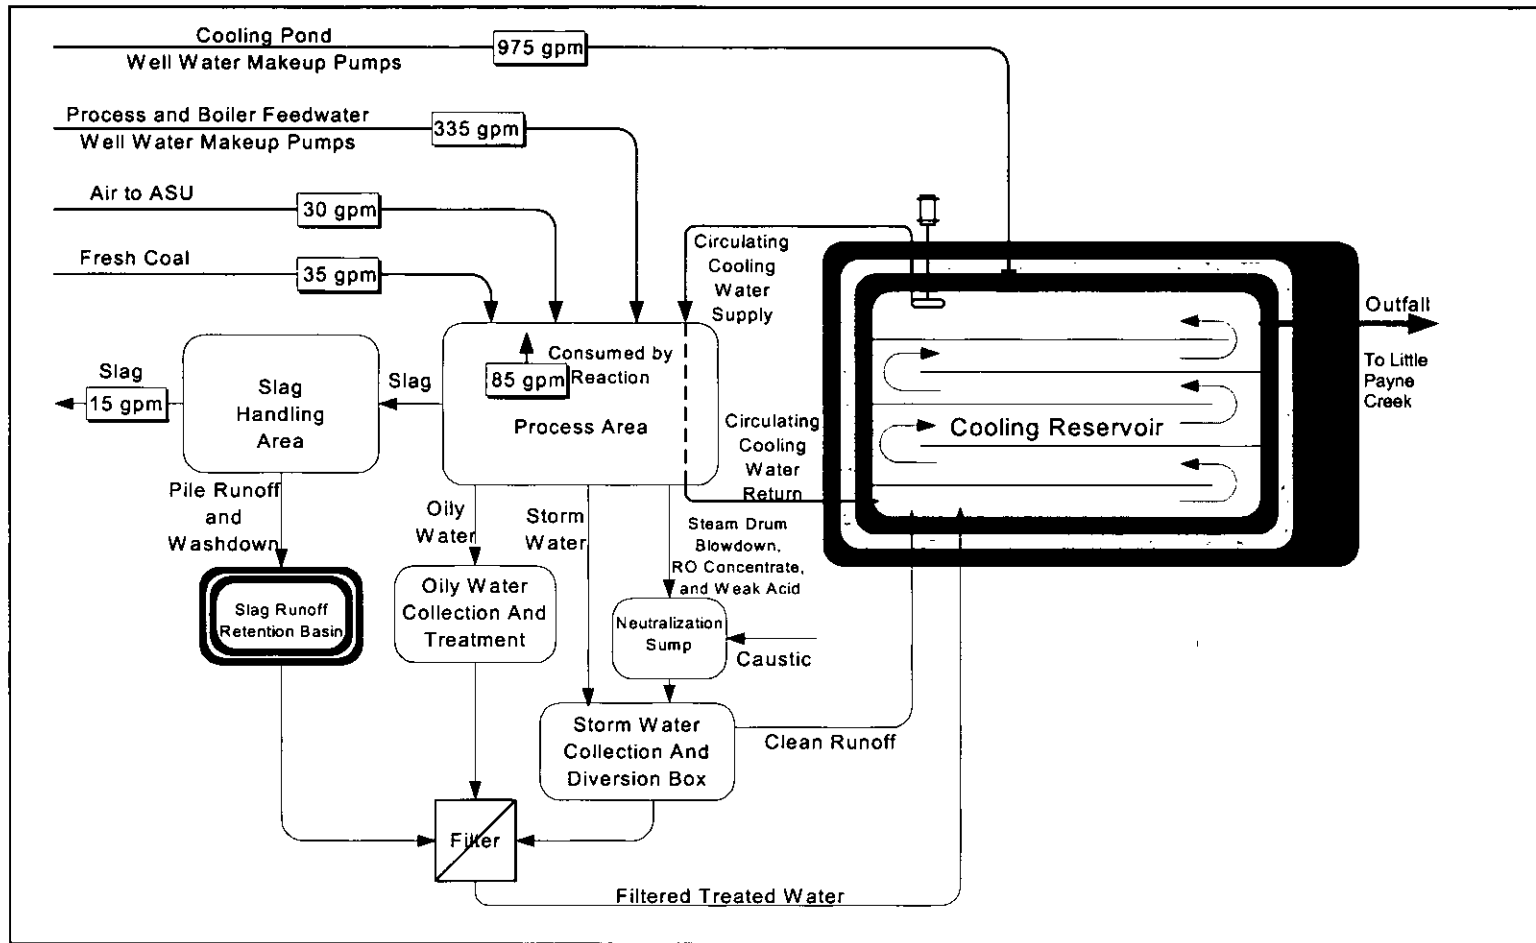 Cooling Pond
Well Water Makeup Pumps
975 gpm
Process and Boiler Feedwater
Well Water Makeup Pumps
335 gpm
Air to ASU
30 gpm
Fresh Coal
35 gpm
Circulating
Cooling
Water
Supply
Outfall
To Little
Payne
Creek
Consumed by
Reaction
85 gpm
Process Area
Slag
Slag
Handling
Area
Slag
15 gpm
Circulating
Cooling
Water
Return
Cooling Reservoir
Pile Runoff
and
Washdown
Oily
Water
Storm
Water
Steam Drum
Blowdown,
RO Concentrate,
and Weak Acid
Slag Runoff
Retention Basin
Oily Water
Collection And
Treatment
Neutralization
Sump
Caustic
Storm Water
Collection And
Diversion Box
Clean Runoff
Filter
Filtered Treated Water